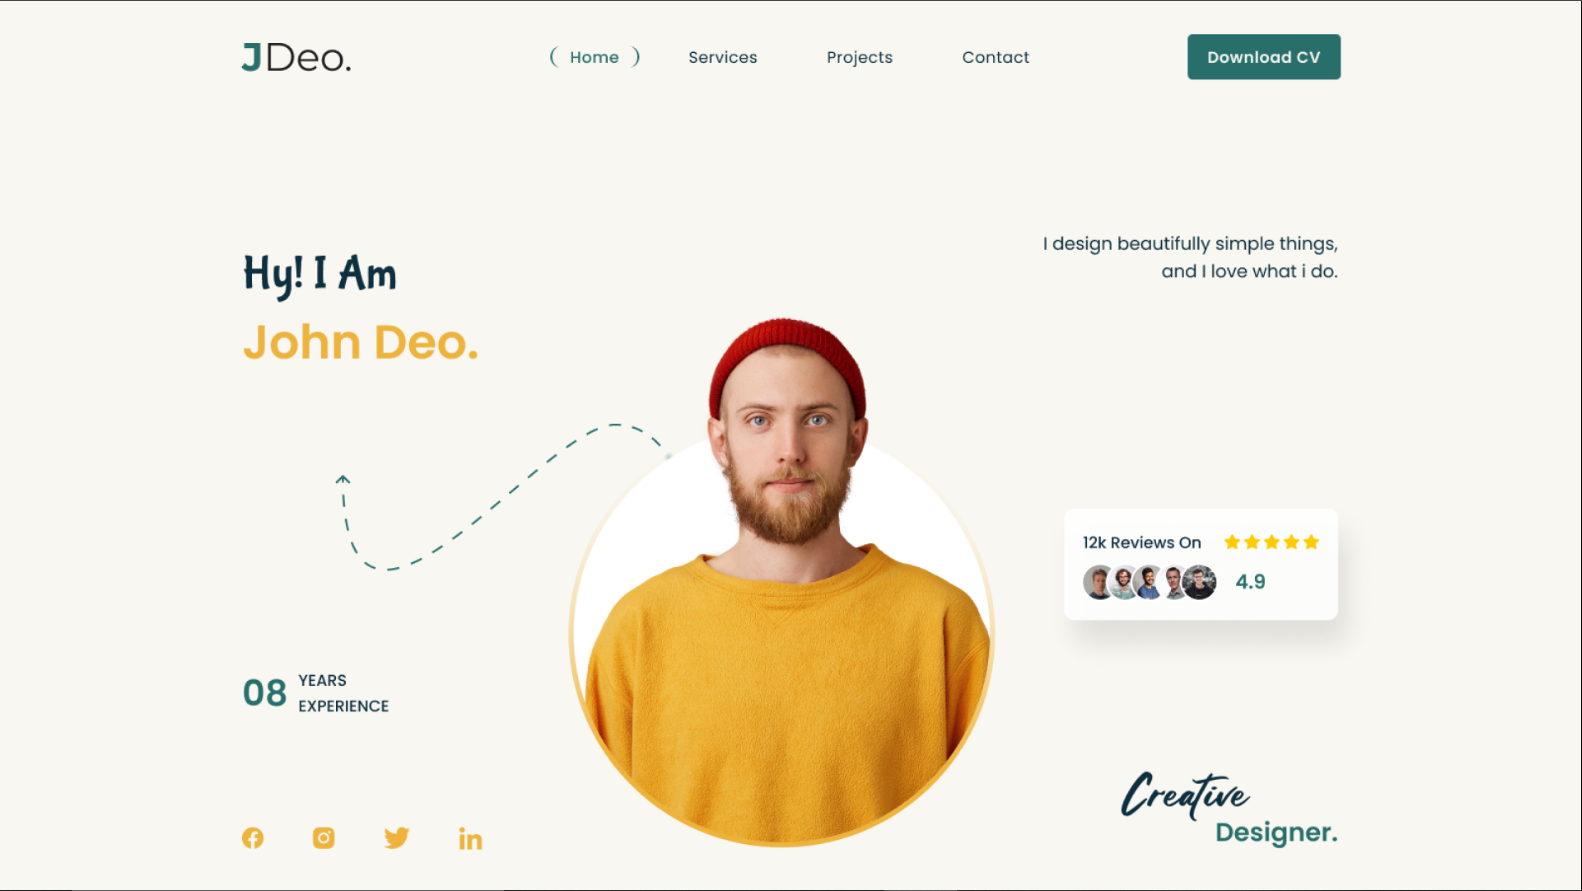 JDeo.
( Home )
Services
Projects
Contact
Download CV
Hy! I Am
John Deo.
I design beautifully simple things,
and I love what i do.
12k Reviews On
4.9
08
YEARS
EXPERIENCE
Creative
Designer.